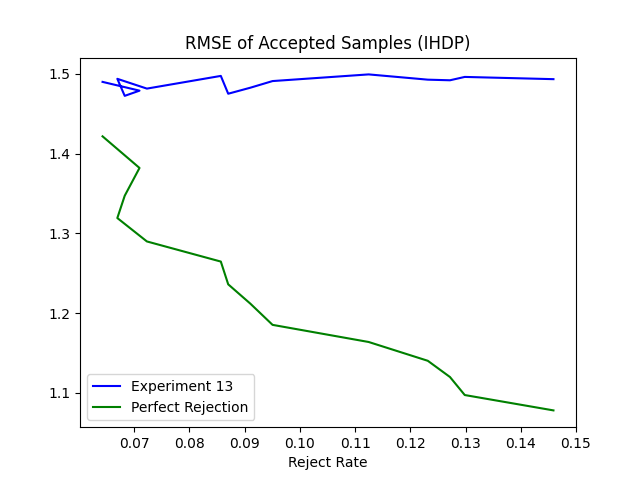 RMSE of Accepted Samples (IHDP)
1.5
1.4
1.3
1.2
1.1
Experiment 13
Perfect Rejection
0.07 0.08 0.09 0.10 0.11 0.12 0.13 0.14 0.15
Reject Rate